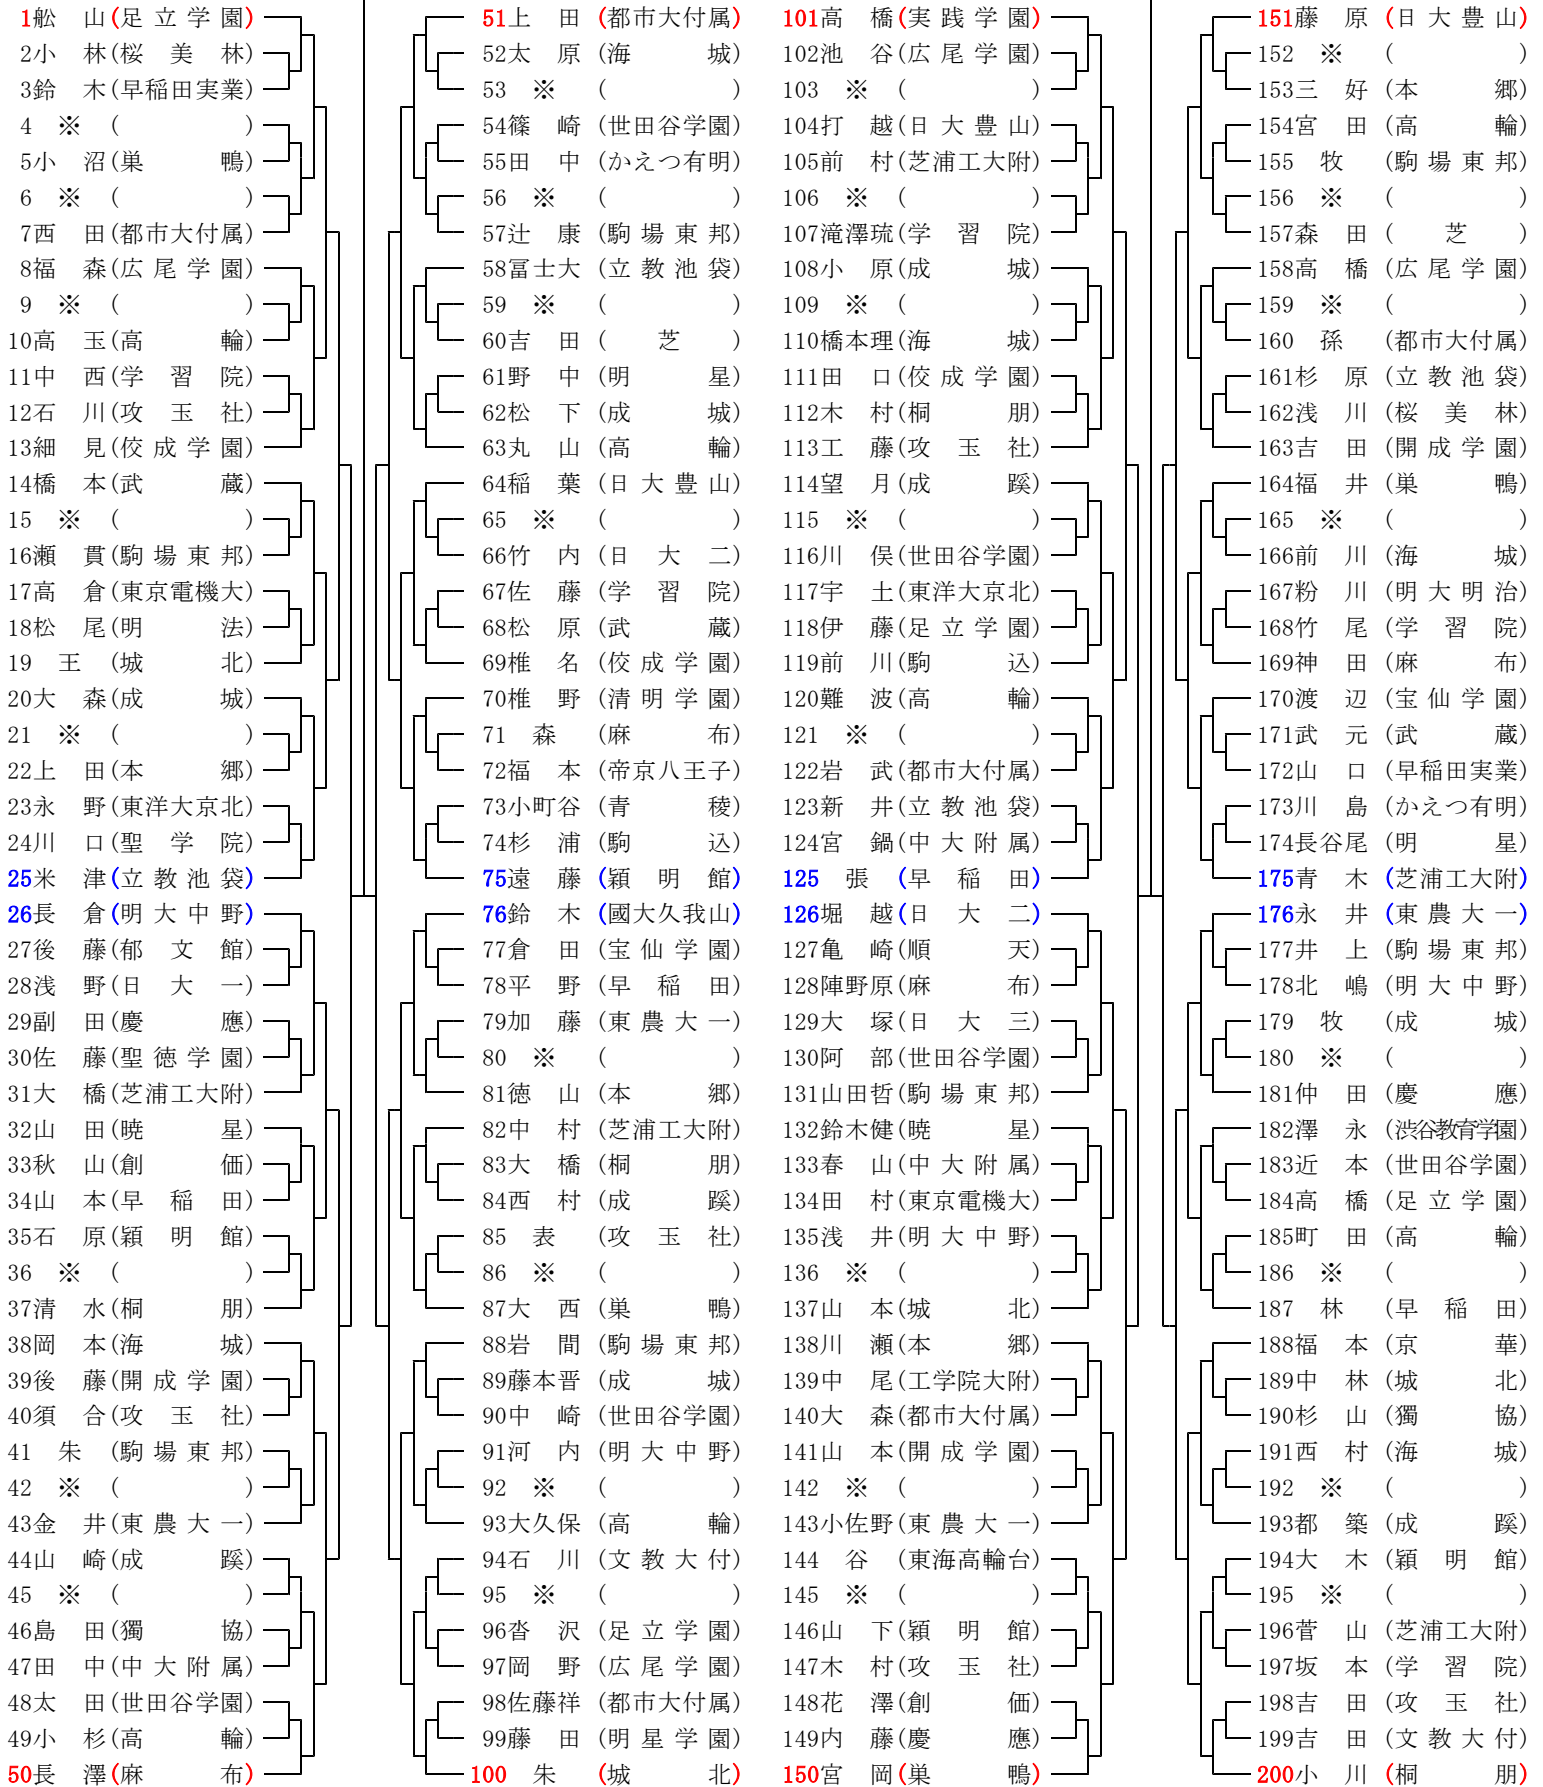 1舩 山(足立学園)
2小 林(桜美林)
3鈴 木(早稲田実業)
4 ※ ( )
5小 沼(巣鴨)
6 ※ ( )
7西 田(都市大付属)
8福 森(広尾学園)
9 ※ ( )
10高 玉(高輪)
11中 西(学習院)
12石 川(攻玉社)
13細 見(佼成学園)
14橋 本(武蔵)
15 ※ ( )
16瀬 貫(駒場東邦)
17高 倉(東京電機大)
18松 尾(明法)
19 王 (城北)
20大 森(成城)
21 ※ ( )
22上 田(本郷)
23永 野(東洋大京北)
24川 口(聖学院)
25米 津(立教池袋)
26長 倉(明大中野)
27後 藤(郁文館)
28浅 野(日大一)
29副 田(慶應)
30佐 藤(聖徳学園)
31大 橋(芝浦工大附)
32山 田(暁星)
33秋 山(創価)
34山 本(早稲田)
35石 原(穎明館)
36 ※ ( )
37清 水(桐朋)
38岡 本(海城)
39後 藤(開成学園)
40須 合(攻玉社)
41 朱 (駒場東邦)
42 ※ ( )
43金 井(東農大一)
44山 崎(成蹊)
45 ※ ( )
46島 田(獨協)
47田 中(中大附属)
48太 田(世田谷学園)
49小 杉(高輪)
50長 澤(麻布)
51上 田(都市大付属)
52太 原(海城)
53 ※ ( )
54篠 崎(世田谷学園)
55田 中(かえつ有明)
56 ※ ( )
57辻 康(駒場東邦)
58冨士大(立教池袋)
59 ※ ( )
60吉 田(芝)
61野 中(明星)
62松 下(成城)
63丸 山(高輪)
64稲 葉(日大豊山)
65 ※ ( )
66竹 内(日大二)
67佐 藤(学習院)
68松 原(武蔵)
69椎 名(佼成学園)
70椎 野(清明学園)
71 森 (麻布)
72福 本(帝京八王子)
73小町谷(青稜)
74杉 浦(駒込)
75遠 藤(穎明館)
76鈴 木(國大久我山)
77倉 田(宝仙学園)
78平 野(早稲田)
79加 藤(東農大一)
80 ※ ( )
81徳 山(本郷)
82中 村(芝浦工大附)
83大 橋(桐朋)
84西 村(成蹊)
85 表 (攻玉社)
86 ※ ( )
87大 西(巣鴨)
88岩 間(駒場東邦)
89藤本晋(成城)
90中 崎(世田谷学園)
91河 内(明大中野)
92 ※ ( )
93大久保(高輪)
94石 川(文教大付)
95 ※ ( )
96沓 沢(足立学園)
97岡 野(広尾学園)
98佐藤祥(都市大付属)
99藤 田(明星学園)
100 朱 (城北)
101高 橋(実践学園)
102池 谷(広尾学園)
103 ※ ( )
104打 越(日大豊山)
105前 村(芝浦工大附)
106 ※ ( )
107滝澤琉(学習院)
108小 原(成城)
109 ※ ( )
110橋本理(海城)
111田 口(佼成学園)
112木 村(桐朋)
113工 藤(攻玉社)
114望 月(成蹊)
115 ※ ( )
116川 俣(世田谷学園)
117宇 土(東洋大京北)
118伊 藤(足立学園)
119前 川(駒込)
120難 波(高輪)
121 ※ ( )
122岩 武(都市大付属)
123新 井(立教池袋)
124宮 鍋(中大附属)
125 張 (早稲田)
126堀 越(日大二)
127亀 崎(順天)
128陣野原(麻布)
129大 塚(日大三)
130阿 部(世田谷学園)
131山田哲(駒場東邦)
132鈴木健(暁星)
133春 山(中大附属)
134田 村(東京電機大)
135浅 井(明大中野)
136 ※ ( )
137山 本(城北)
138川 瀬(本郷)
139中 尾(工学院大附)
140大 森(都市大付属)
141山 本(開成学園)
142 ※ ( )
143小佐野(東農大一)
144 谷 (東海高輪台)
145 ※ ( )
146山 下(穎明館)
147木 村(攻玉社)
148花 澤(創価)
149内 藤(慶應)
150宮 岡(巣鴨)
151藤 原(日大豊山)
152 ※ ( )
153三 好(本郷)
154宮 田(高輪)
155 牧 (駒場東邦)
156 ※ ( )
157森 田(芝)
158高 橋(広尾学園)
159 ※ ( )
160 孫 (都市大付属)
161杉 原(立教池袋)
162浅 川(桜美林)
163吉 田(開成学園)
164福 井(巣鴨)
165 ※ ( )
166前 川(海城)
167粉 川(明大明治)
168竹 尾(学習院)
169神 田(麻布)
170渡 辺(宝仙学園)
171武 元(武蔵)
172山 口(早稲田実業)
173川 島(かえつ有明)
174長谷尾(明星)
175青 木(芝浦工大附)
176永 井(東農大一)
177井 上(駒場東邦)
178北 嶋(明大中野)
179 牧 (成城)
180 ※ ( )
181仲 田(慶應)
182澤 永(渋谷教育学園)
183近 本(世田谷学園)
184高 橋(足立学園)
185町 田(高輪)
186 ※ ( )
187 林 (早稲田)
188福 本(京華)
189中 林(城北)
190杉 山(獨協)
191西 村(海城)
192 ※ ( )
193都 築(成蹊)
194大 木(穎明館)
195 ※ ( )
196菅 山(芝浦工大附)
197坂 本(学習院)
198吉 田(攻玉社)
199吉 田(文教大付)
200小 川(桐朋)